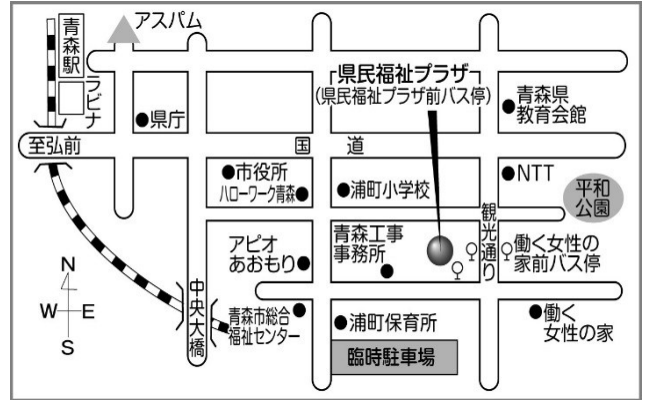 アスパム
青森駅
ラビナ
県民福祉プラザ
(県民福祉プラザ前バス停)
青森県
教育会館
県庁
至弘前
国道
市役所
ハローワーク青森
浦町小学校
NTT
平和
公園
アピオ
あおもり
青森工事
事務所
観光通り
働く女性の
家前バス停
N
W
E
S
中央大橋
青森市総合
福祉センター
浦町保育所
働く
女性の家
臨時駐車場